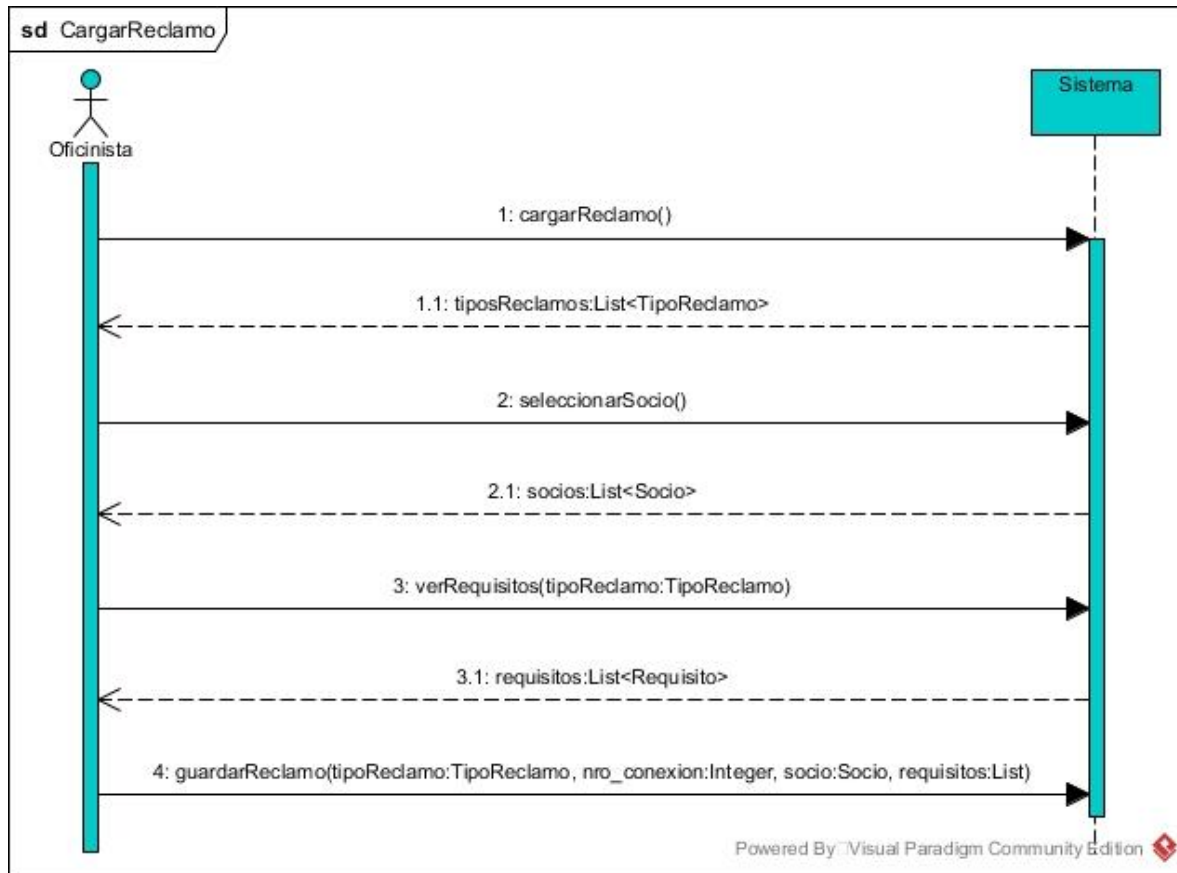 sd CargarReclamo
Sistema
Oficinista
1: cargarReclamo()
1.1: tiposReclamos:List<TipoReclamo>
2: seleccionarSocio()
2.1: socios:List<Socio>
3: verRequisitos(tipoReclamo:TipoReclamo)
3.1: requisitos:List<Requisito>
4: guardarReclamo(tipoReclamo:TipoReclamo, nro_conexion:Integer, socio:Socio, requisitos:List)
Powered By Visual Paradigm Community Edition